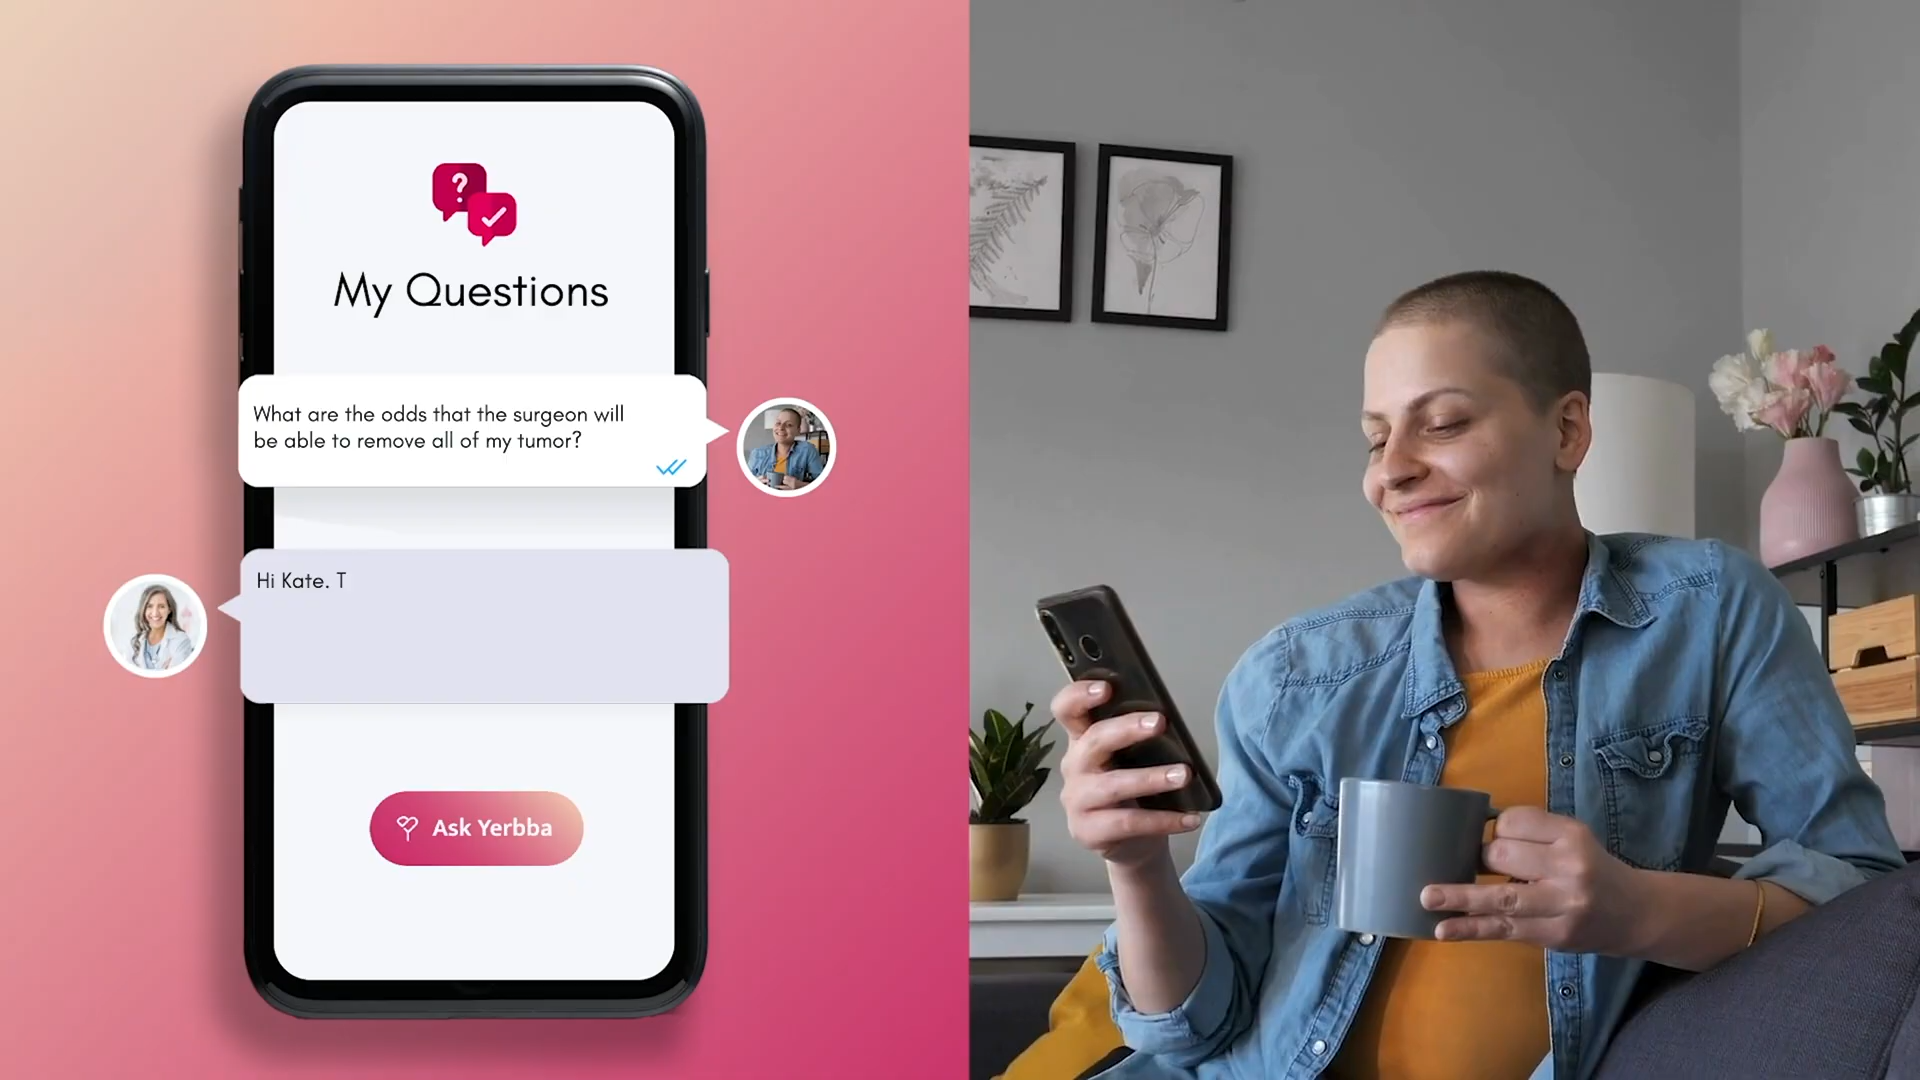 ?
My Questions
What are the odds that the surgeon will
be able to remove all of my tumor?
Hi Kate. T
Ask Yerbba